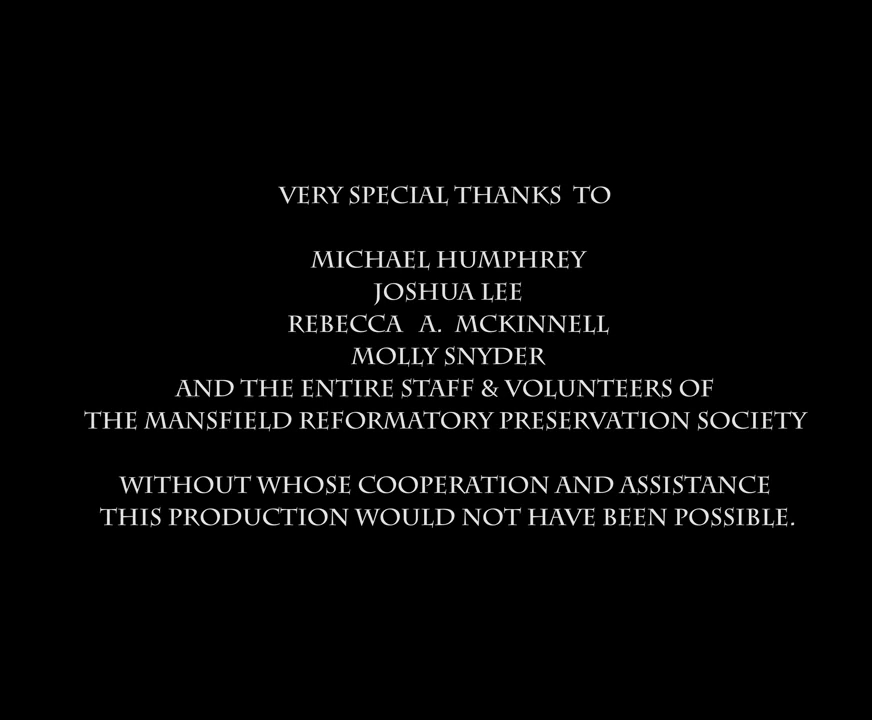 VERY SPECIAL THANKS TO
MICHAEL HUMPHREY
JOSHUA LEE
REBECCA A. MCKINNELL
MOLLY SNYDER
AND THE ENTIRE STAFF & VOLUNTEERS OF
THE MANSFIELD REFORMATORY PRESERVATION SOCIETY
WITHOUT WHOSE COOPERATION AND ASSISTANCE
THIS PRODUCTION WOULD NOT HAVE BEEN POSSIBLE.